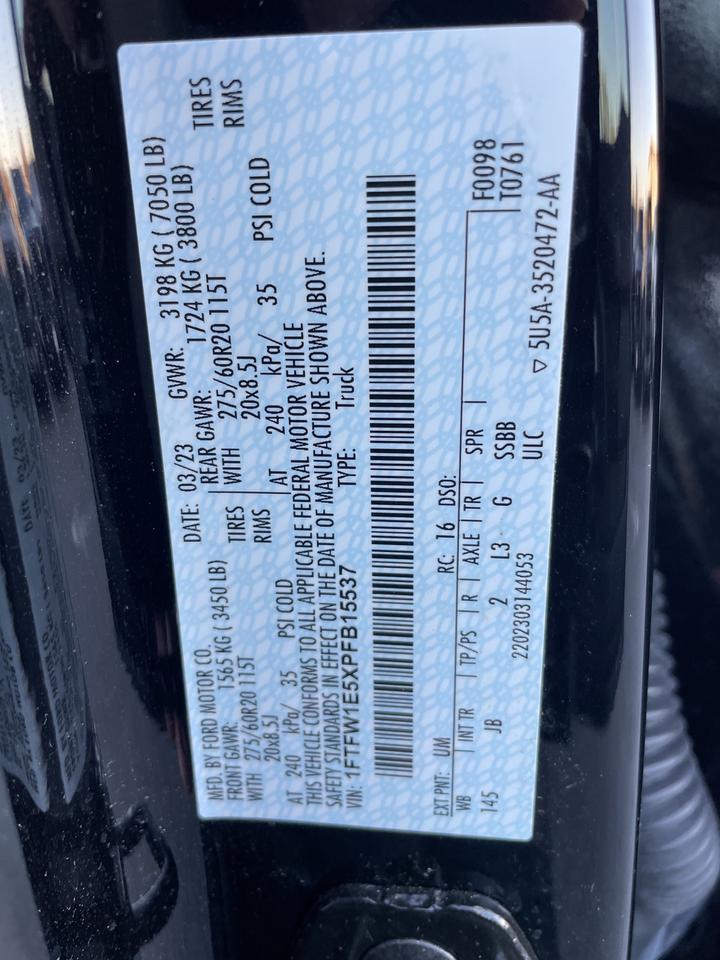 MFD. BY FORD MOTOR CO.
DATE: 03/23 GVWR: 3198 KG ( 7050 LB)
FRONT GAWR: 1565 KG ( 3450 LB) REAR GAWR: 1724 KG ( 3800 LB)
WITH 275/60R20 115T TIRES WITH 275/60R20 115T TIRES
20x8.5J RIMS 20x8.5J RIMS
AT 240 kPa/ 35 PSI COLD AT 240 kPa/ 35 PSI COLD
THIS VEHICLE CONFORMS TO ALL APPLICABLE FEDERAL MOTOR VEHICLE
SAFETY STANDARDS IN EFFECT ON THE DATE OF MANUFACTURE SHOWN ABOVE.
VIN: 1FTFW1E5XPFB15537 TYPE: Truck
EXT PNT: UM RC: 16 DSO:
WB INT TR TP/PS R AXLE TR SPR F0098
145 JB 2 L3 G SSBB T0761
2202303144053 ULC
▽ 5U5A-3520472-AA